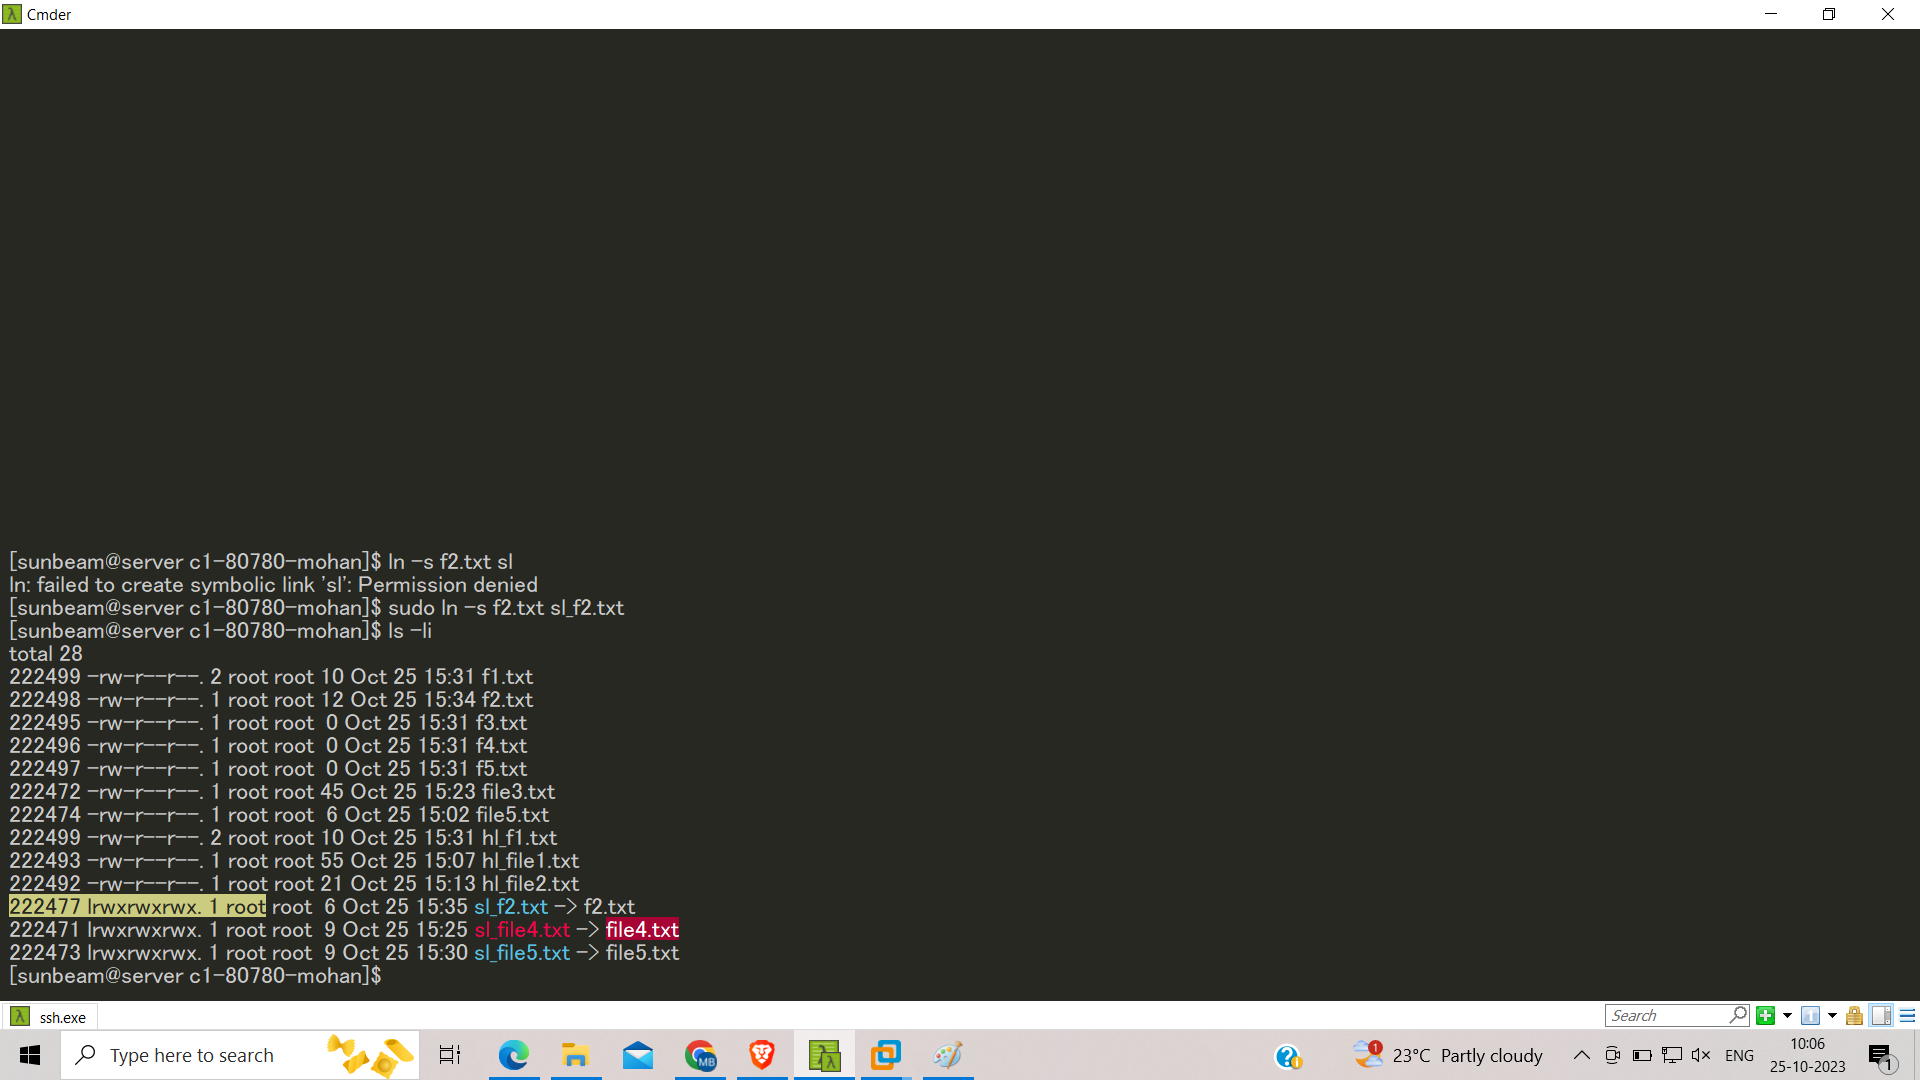 Cmder
[sunbeam@server c1-80780-mohan]$ ln -s f2.txt sl
ln: failed to create symbolic link 'sl': Permission denied
[sunbeam@server c1-80780-mohan]$ sudo ln -s f2.txt sl_f2.txt
[sunbeam@server c1-80780-mohan]$ ls -li
total 28
222499 -rw-r--r--. 2 root root 10 Oct 25 15:31 f1.txt
222498 -rw-r--r--. 1 root root 12 Oct 25 15:34 f2.txt
222495 -rw-r--r--. 1 root root  0 Oct 25 15:31 f3.txt
222496 -rw-r--r--. 1 root root  0 Oct 25 15:31 f4.txt
222497 -rw-r--r--. 1 root root  0 Oct 25 15:31 f5.txt
222472 -rw-r--r--. 1 root root 45 Oct 25 15:23 file3.txt
222474 -rw-r--r--. 1 root root  6 Oct 25 15:02 file5.txt
222499 -rw-r--r--. 2 root root 10 Oct 25 15:31 hl_f1.txt
222493 -rw-r--r--. 1 root root 55 Oct 25 15:07 hl_file1.txt
222492 -rw-r--r--. 1 root root 21 Oct 25 15:13 hl_file2.txt
222477 lrwxrwxrwx. 1 root root  6 Oct 25 15:35 sl_f2.txt -> f2.txt
222471 lrwxrwxrwx. 1 root root  9 Oct 25 15:25 sl_file4.txt -> file4.txt
222473 lrwxrwxrwx. 1 root root  9 Oct 25 15:30 sl_file5.txt -> file5.txt
[sunbeam@server c1-80780-mohan]$
ssh.exe
Search
Type here to search
MB
1
23°C Partly cloudy
ENG
10:06
25-10-2023
1